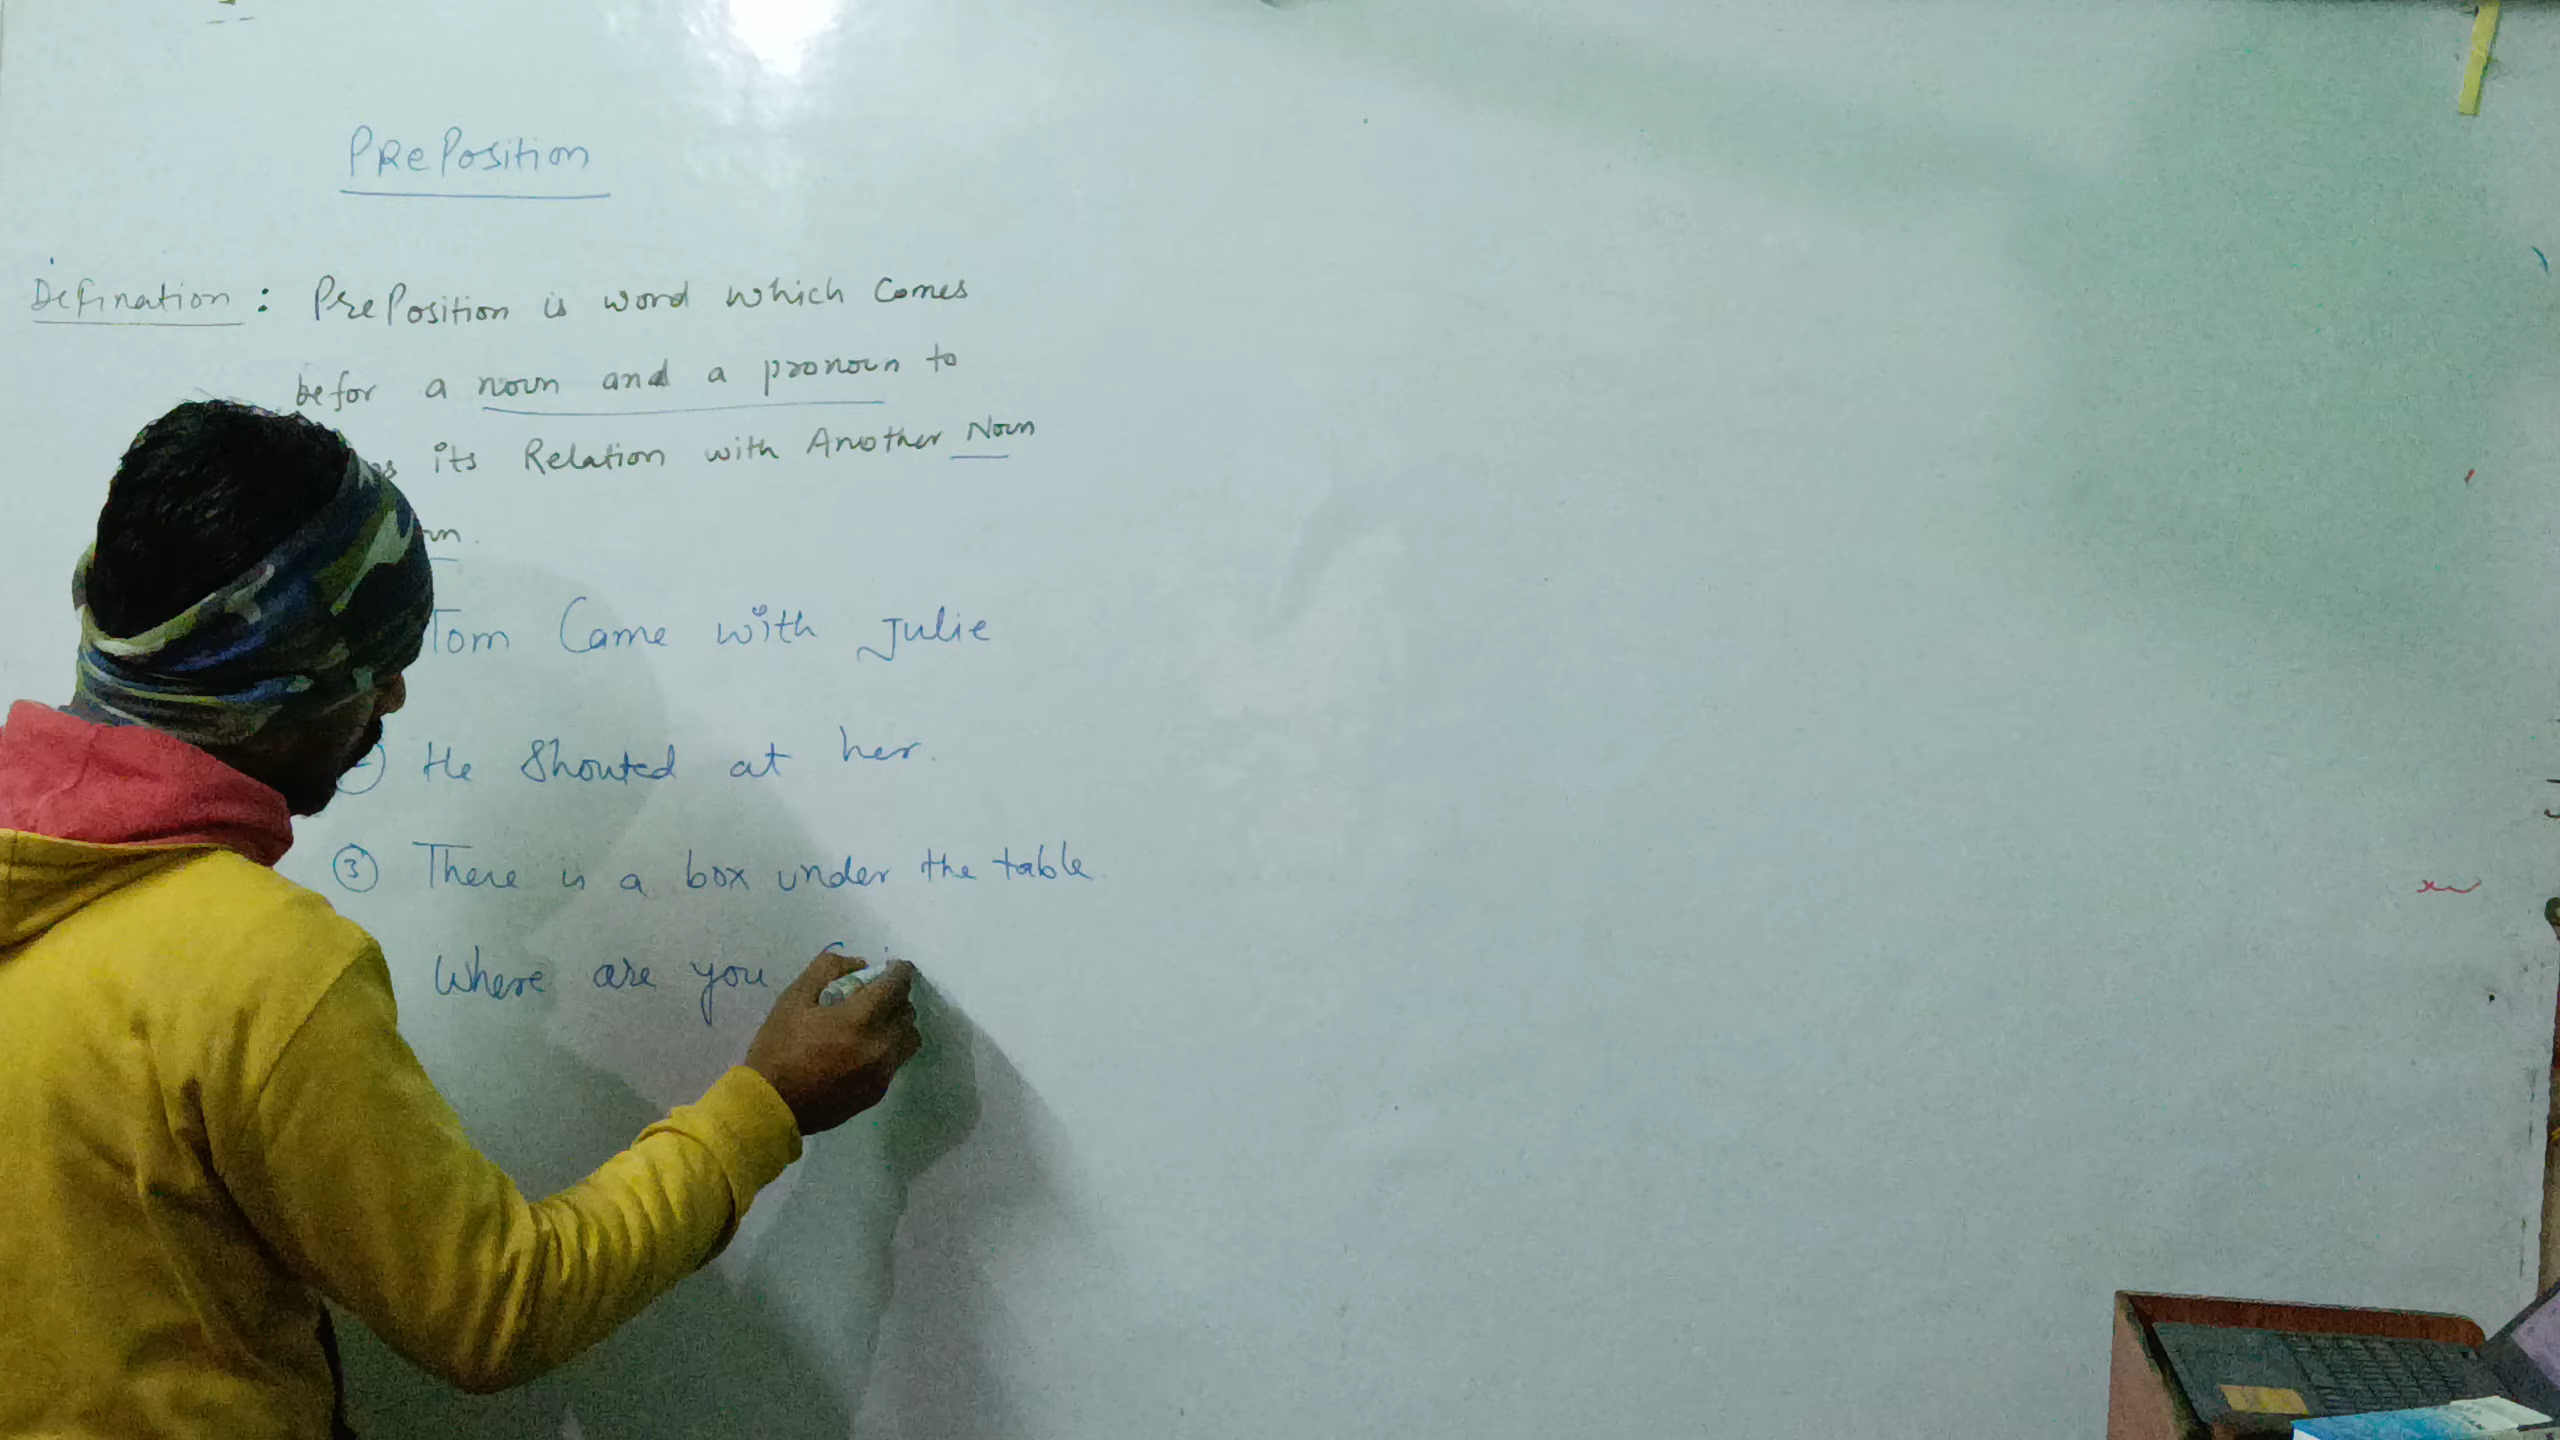 PRePosition
Defination : PrePosition is word which Comes
befor a noun and a pronoun to
its Relation with Another Noun
Tom Came with Julie
He Shouted at her.
③ There is a box under the table
Where are you